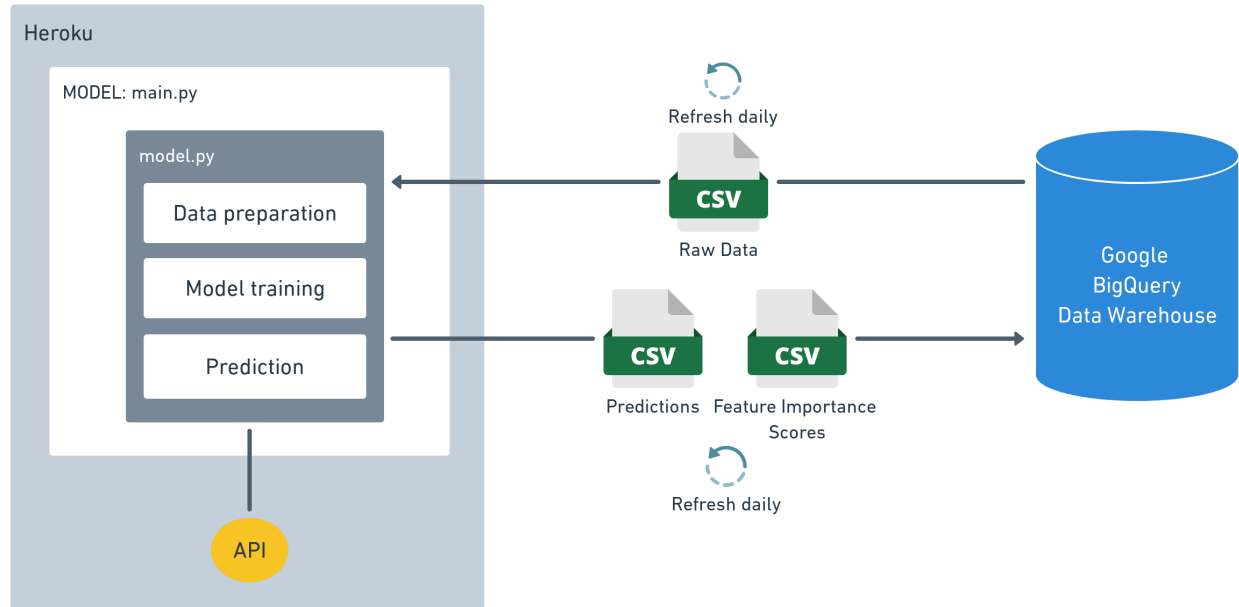 Heroku
MODEL: main.py
model.py
Data preparation
Model training
Prediction
API
Refresh daily
CSV
Raw Data
CSV
Predictions
CSV
Feature Importance
Scores
Refresh daily
Google
BigQuery
Data Warehouse